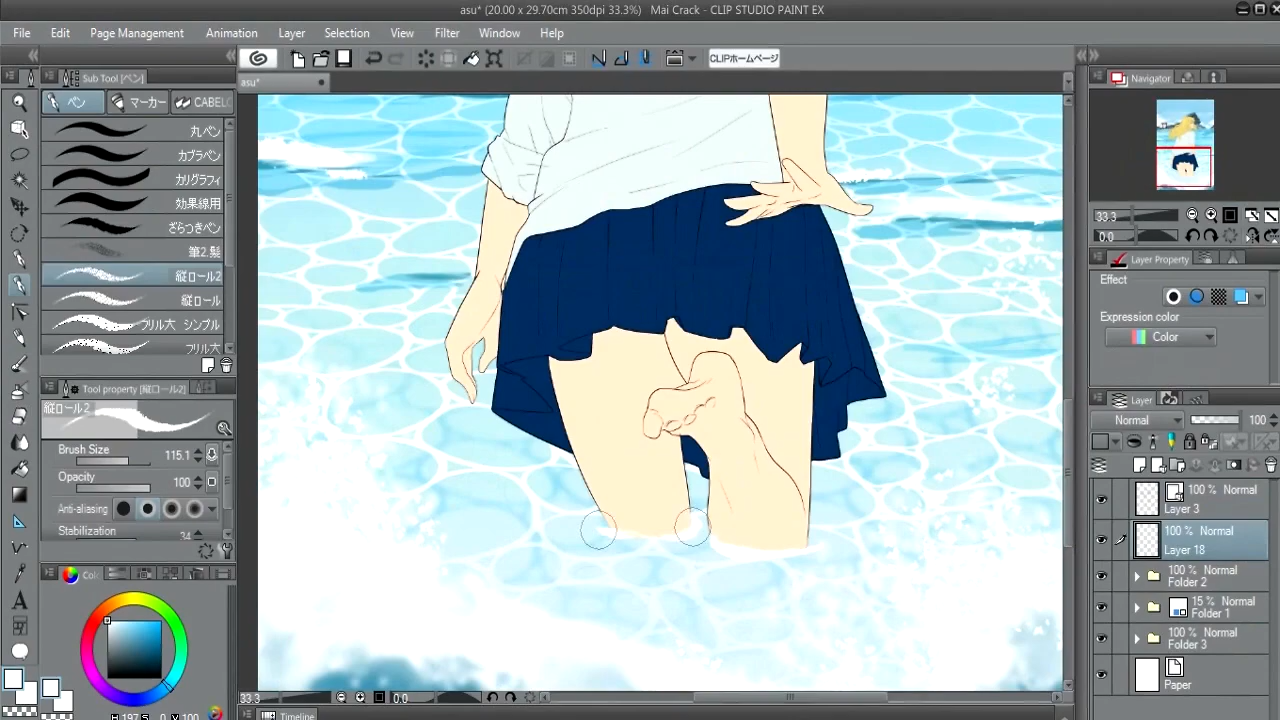 asu* (20.00 x 29.70cm 350dpi 33.3%)   Mai Crack - CLIP STUDIO PAINT EX
File Edit Page Management Animation Layer Selection View Filter Window Help
CLIPホームページ
Sub Tool [ペン]
asu*
Navigator
ペン マーカー
丸ペン
カブラペン
カリグラフィ
効果線用
ざらつきペン
筆2.髪
縦ロール2
縦ロール
フリル大 シンプル
フリル大
33.3
0.0
Layer Property
Effect
Expression color
Color
Tool property [縦ロール2]
縦ロール2
Brush Size 115.1
Opacity 100
Anti-aliasing
Stabilization 34
Layer
Normal 100
100 % Normal
Layer 3
100 % Normal
Layer 18
100 % Normal
Folder 2
15 % Normal
Folder 1
100 % Normal
Folder 3
Paper
33.3 0.0
Timeline